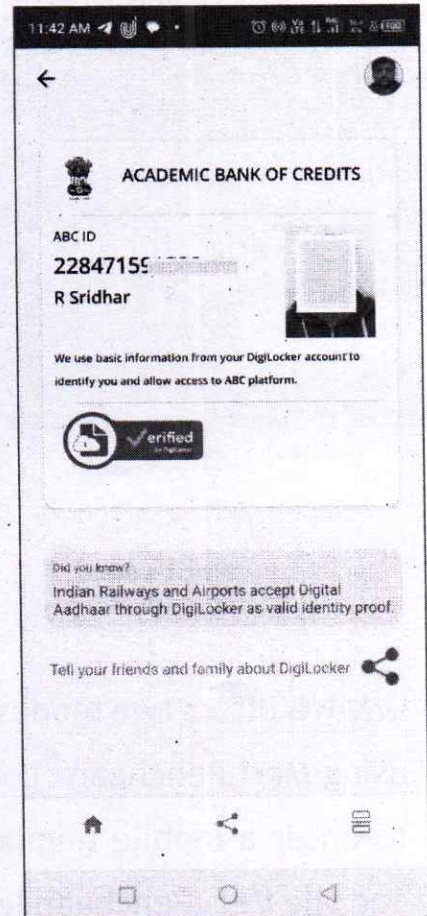 11:42 AM
ACADEMIC BANK OF CREDITS
ABC ID
22847159
R Sridhar
We use basic information from your DigiLocker account to
identify you and allow access to ABC platform.
Verified
Did you know?
Indian Railways and Airports accept Digital
Aadhaar through DigiLocker as valid identity proof.
Tell your friends and family about DigiLocker